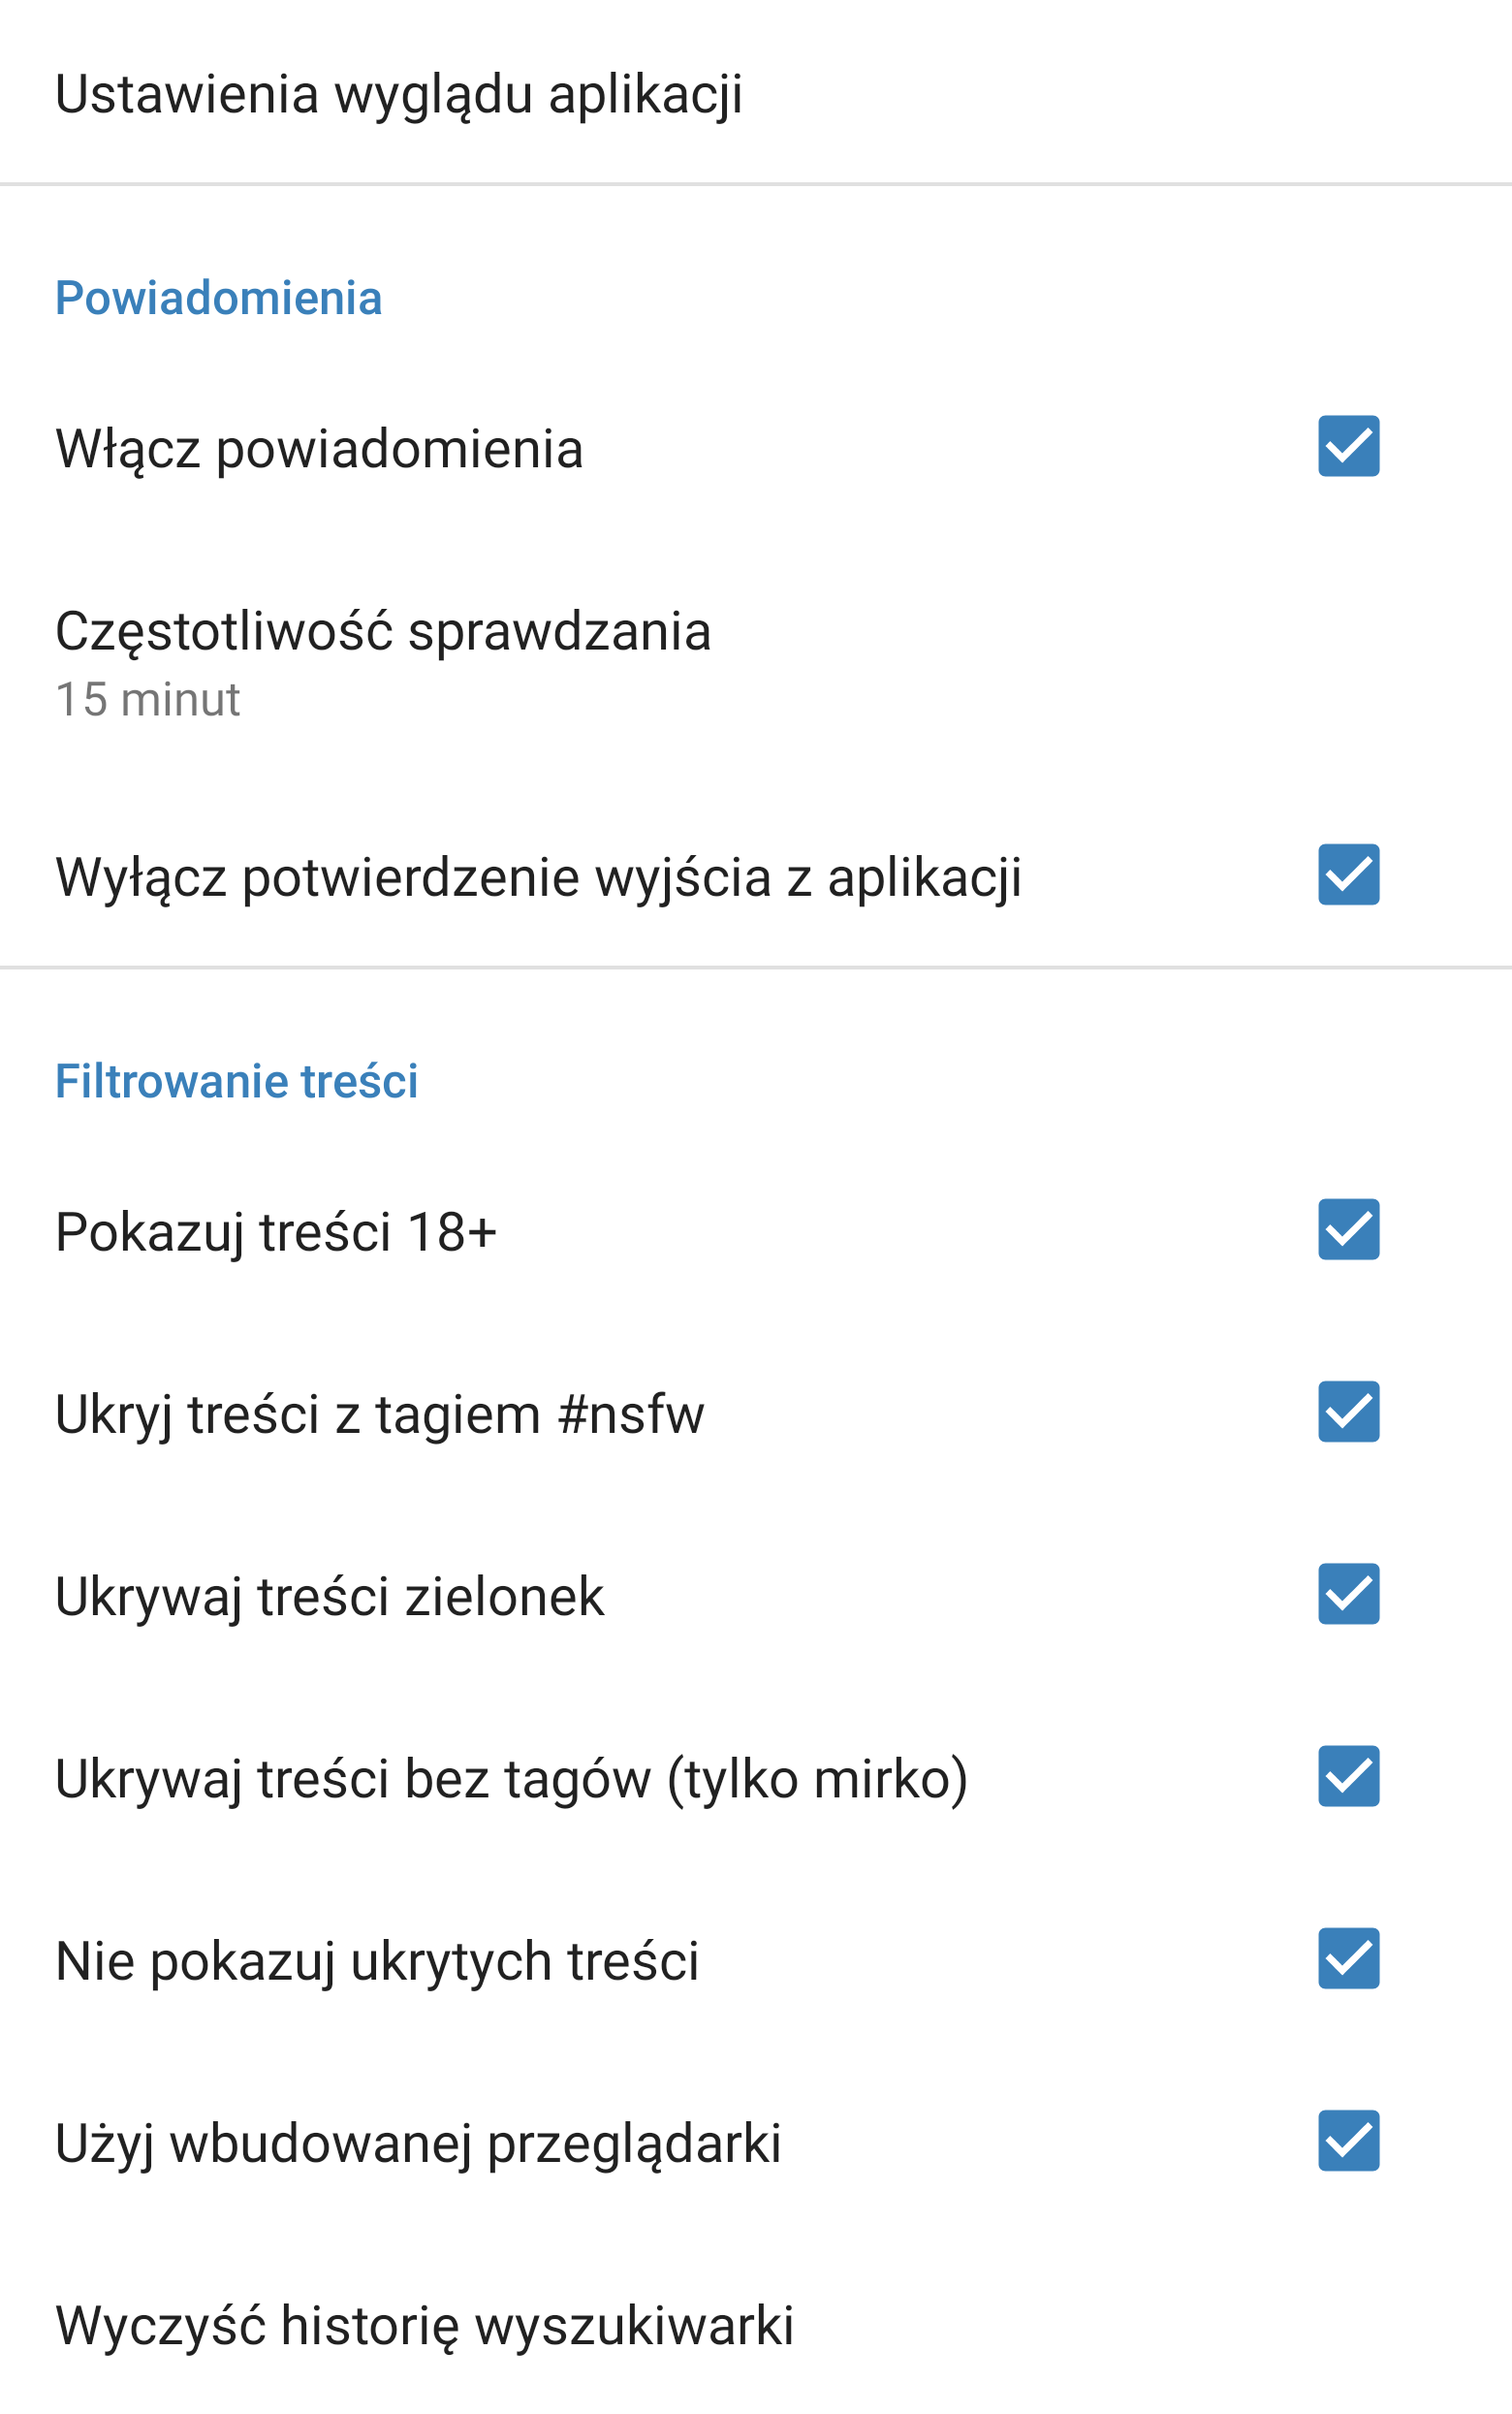 Ustawienia wyglądu aplikacji
Powiadomienia
Włącz powiadomienia
Częstotliwość sprawdzania
15 minut
Wyłącz potwierdzenie wyjścia z aplikacji
Filtrowanie treści
Pokazuj treści 18+
Ukryj treści z tagiem #nsfw
Ukrywaj treści zielonek
Ukrywaj treści bez tagów (tylko mirko)
Nie pokazuj ukrytych treści
Użyj wbudowanej przeglądarki
Wyczyść historię wyszukiwarki